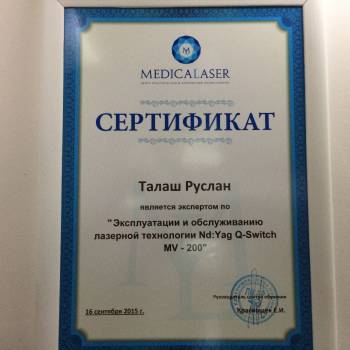 MEDICALASER
СЕРТИФИКАТ
Талаш Руслан
является экспертом по
"Эксплуатации и обслуживанию
лазерной технологии Nd:Yag Q-Switch
MV - 200"
Руководитель центра обучения
16 сентября 2015 г.